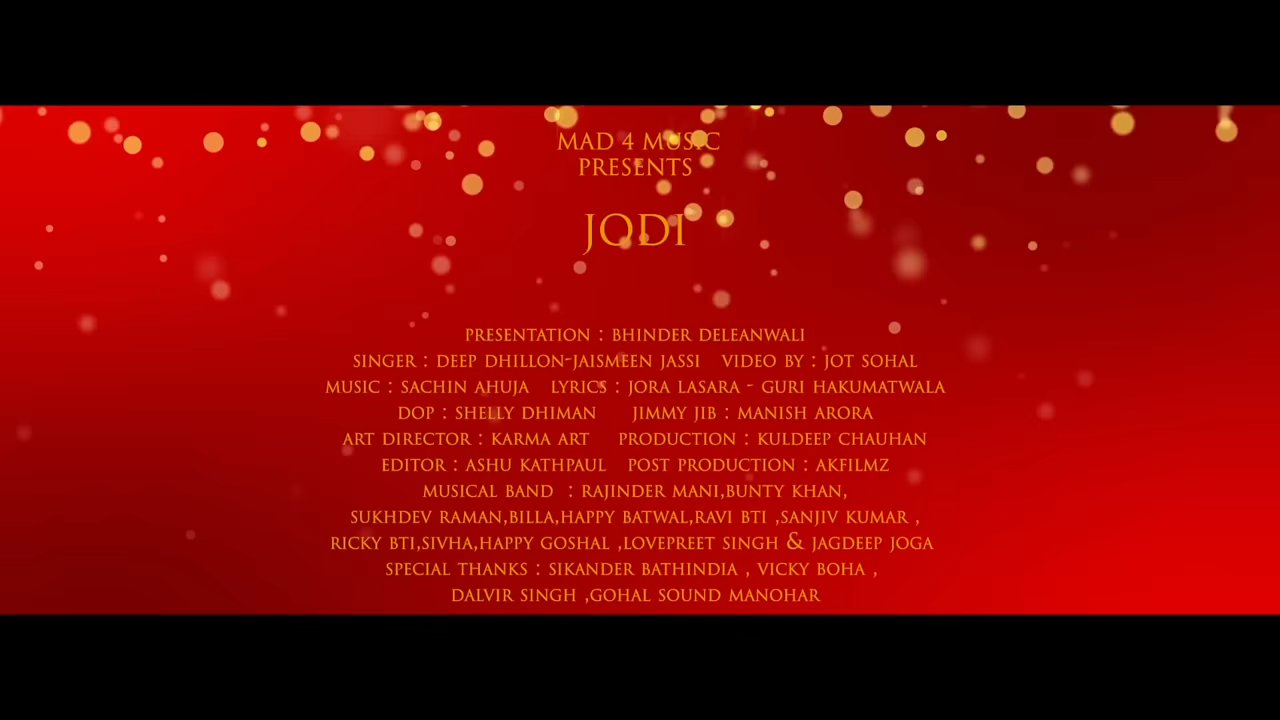 MAD 4 MUSIC
PRESENTS
JODI
PRESENTATION : BHINDER DELEANWALI
SINGER : DEEP DHILLON-JAISMEEN JASSI VIDEO BY : JOT SOHAL
MUSIC : SACHIN AHUJA LYRICS : JORA LASARA - GURI HAKUMATWALA
DOP : SHELLY DHIMAN JIMMY JIB : MANISH ARORA
ART DIRECTOR : KARMA ART PRODUCTION : KULDEEP CHAUHAN
EDITOR : ASHU KATHPAUL POST PRODUCTION : AKFILMZ
MUSICAL BAND : RAJINDER MANI,BUNTY KHAN,
SUKHDEV RAMAN,BILLA,HAPPY BATWAL,RAVI BTI ,SANJIV KUMAR ,
RICKY BTI,SIVHA,HAPPY GOSHAL ,LOVEPREET SINGH & JAGDEEP JOGA
SPECIAL THANKS : SIKANDER BATHINDIA , VICKY BOHA ,
DALVIR SINGH ,GOHAL SOUND MANOHAR